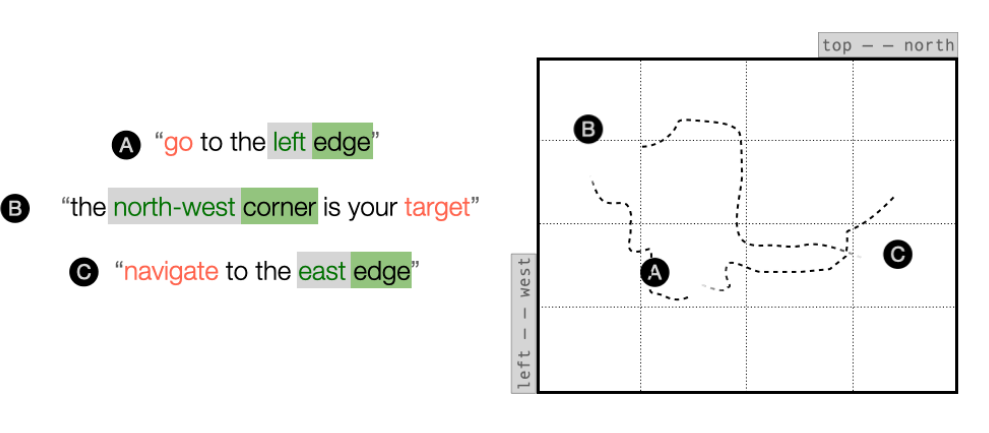 top – – north
A "go to the left edge"
B "the north-west corner is your target"
C "navigate to the east edge"
B
A
C
left – – west